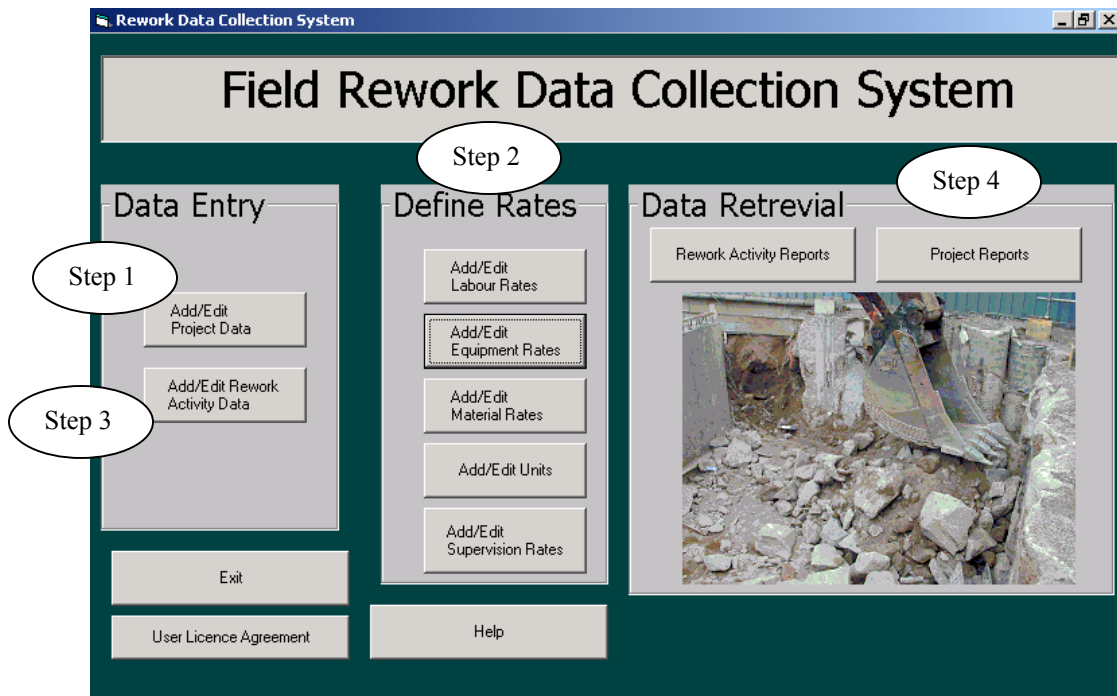 Rework Data Collection System
Field Rework Data Collection System
Step 1
Step 2
Step 3
Step 4
Data Entry
Add/Edit
Project Data
Add/Edit Rework
Activity Data
Define Rates
Add/Edit
Labour Rates
Add/Edit
Equipment Rates
Add/Edit
Material Rates
Add/Edit Units
Add/Edit
Supervision Rates
Data Retrevial
Rework Activity Reports
Project Reports
Exit
User Licence Agreement
Help